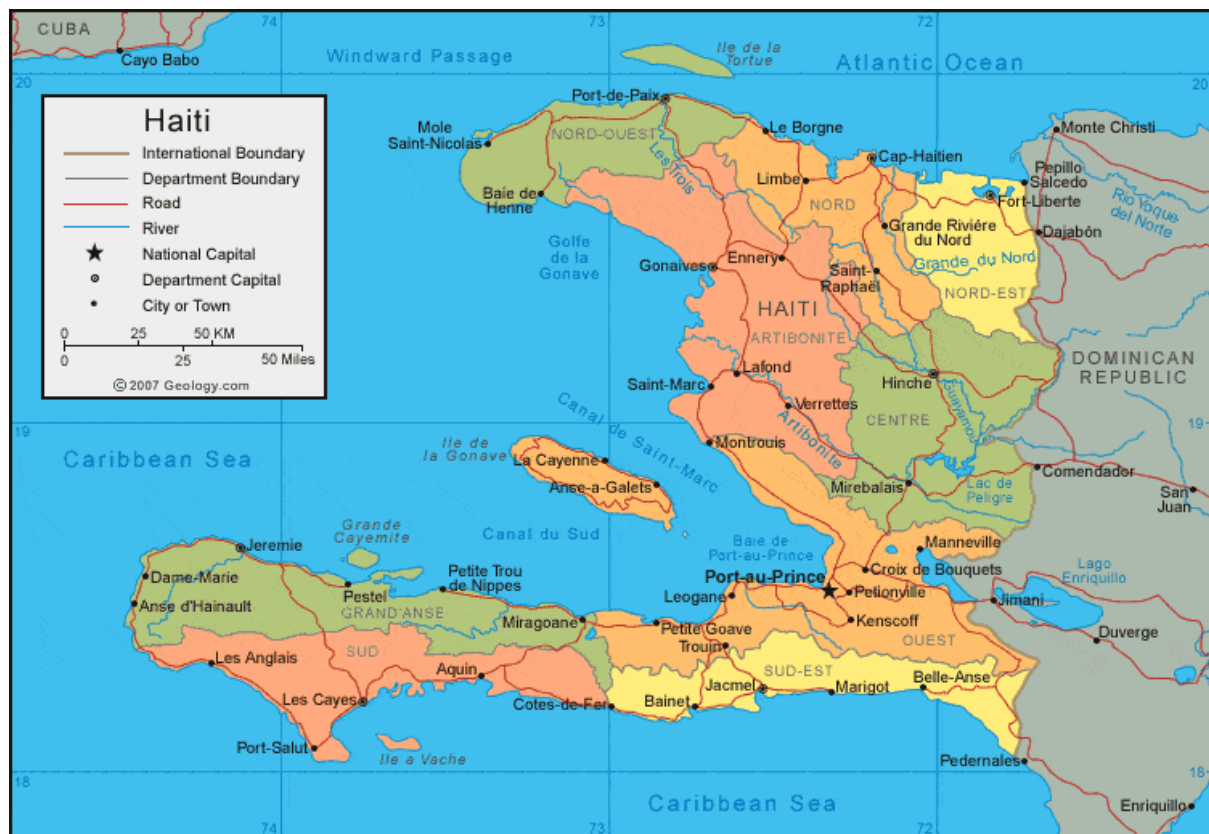 74
73
72
CUBA
Cayo Babo
Windward Passage
Ile de la
Tortue
Atlantic Ocean
20
20
Haiti
International Boundary
Department Boundary
Road
River
National Capital
Department Capital
City or Town
0 25 50 KM
0 25 50 Miles
© 2007 Geology.com
Port-de-Paix
Mole
Saint-Nicolas
NORD-OUEST
Les Trois
Le Borgne
Cap-Haitien
Monte Christi
Pepillo
Salcedo
Baie de
Henne
Limbe
NORD
Fort-Liberte
Rio Yoque
del Norte
Grande Riviére
du Nord
Dajabón
Golfe
de la
Gonave
Gonaives
Ennery
Saint-
Raphaël
Grande du Nord
NORD-EST
HAITI
ARTIBONITE
DOMINICAN
REPUBLIC
Lafond
Saint-Marc
Hinche
Guayamou
Verrettes
CENTRE
Artibonite
Canal de Saint-Marc
19
19
Montrouis
Caribbean Sea
Ile de
la Gonave
La Cayenne
Anse-a-Galets
Mirebalais
Lac de
Peligre
Comendador
San
Juan
Grande
Cayemite
Canal du Sud
Baie de
Port-au-Prince
Manneville
Jeremie
Croix de Bouquets
Lago
Enriquillo
Dame-Marie
Pestel
Petite Trou
de Nippes
Port-au-Prince
Leogane
Petionville
Jimani
Anse d'Hainault
GRAND'ANSE
Miragoane
Petite Goave
Kenscoff
OUEST
Duverge
Trouin
Les Anglais
SUD
Aquin
SUD-EST
Belle-Anse
Les Cayes
Cotes-de-Fer
Bainet
Jacmel
Marigot
Port-Salut
Ile a Vache
Pedernales
18
18
Caribbean Sea
Enriquillo
74
73
72